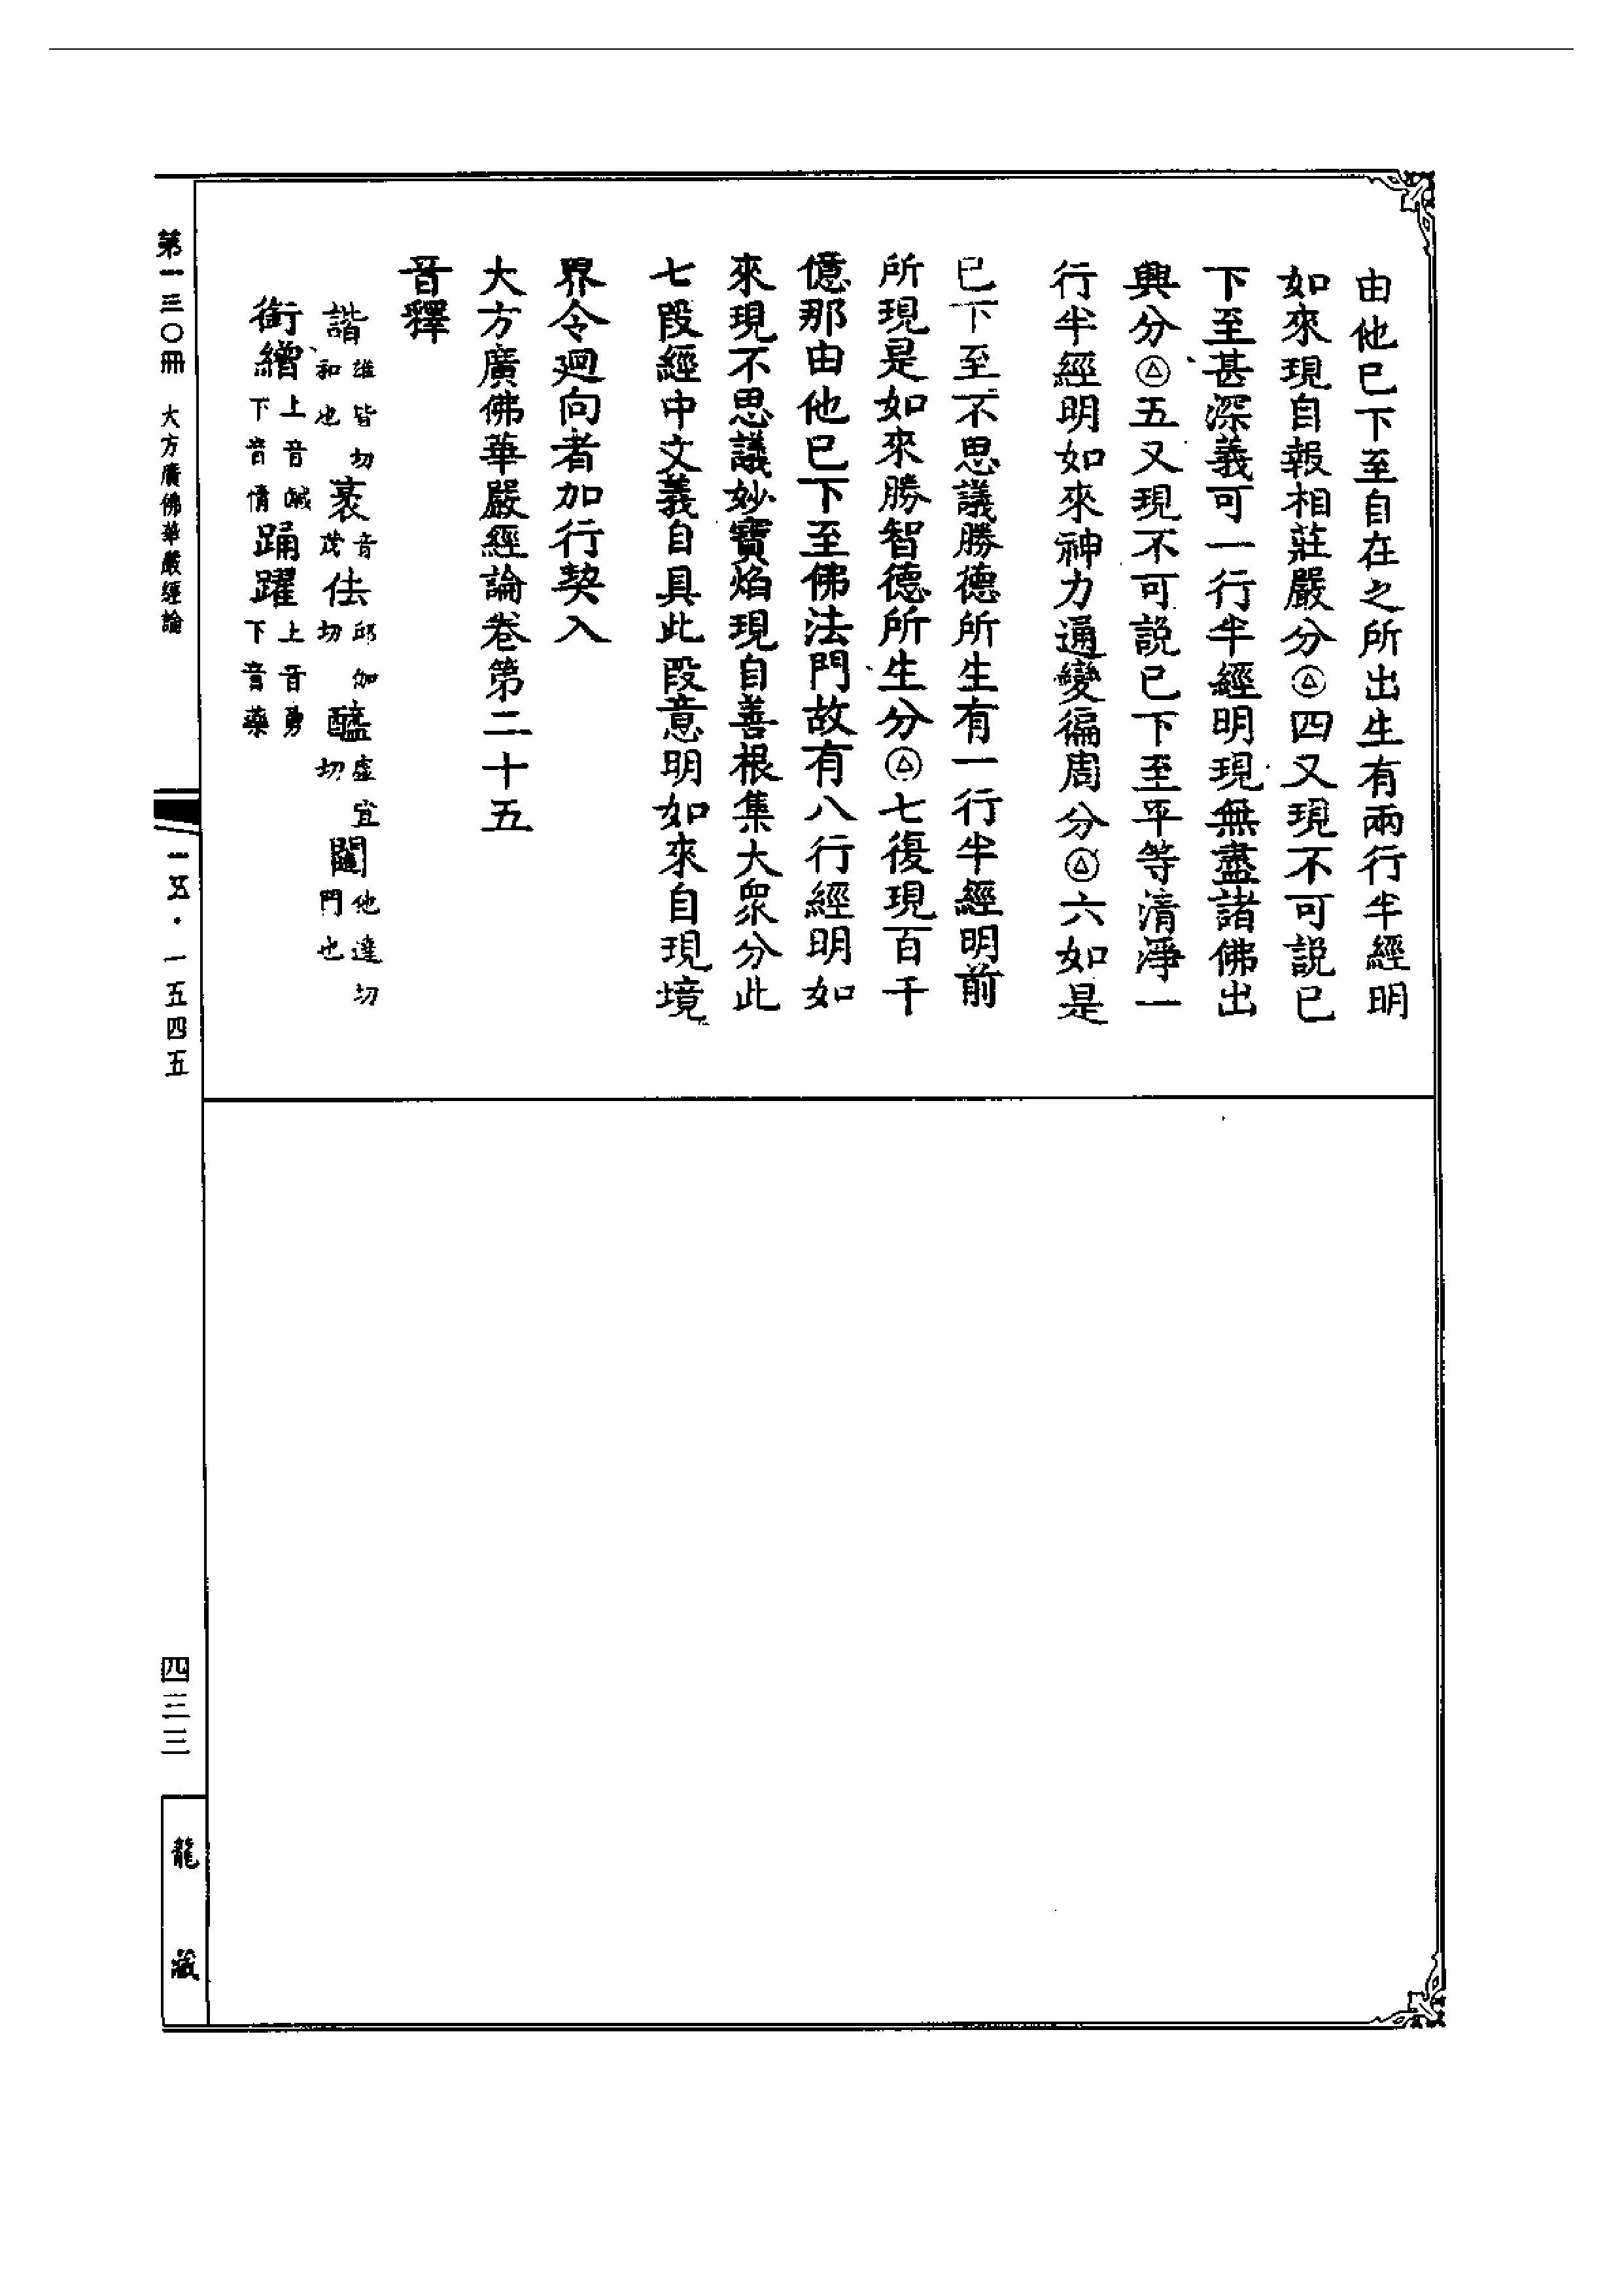 由他已下至自在之所出生有兩行半經明
如來現自報相莊嚴分㊂四又現不可說已
下至甚深義可一行半經明現無盡諸佛出
興分五又現不可說已下至平等清淨一
行半經明如來神力通變徧周分六如是
已下至不思議勝德所生有一行半經明前
所現是如來勝智德所生分七復現百千
億那由他已下至佛法門故有八行經明如
來現不思議妙寶焰現自善根集大眾分此
七段經中文義自具此段意明如來自現境
界令迴向者加行契入
大方廣佛華嚴經論卷第二十五
音釋
諧雄皆切和也 袤音茂切 佉邱伽切 醯虛宜切 闥他達切門也
銜繒上音鹹下音情 踊躍上音勇下音藥
第一三〇冊 大方廣佛華嚴經論
一五·一五四五
四三三
龍藏